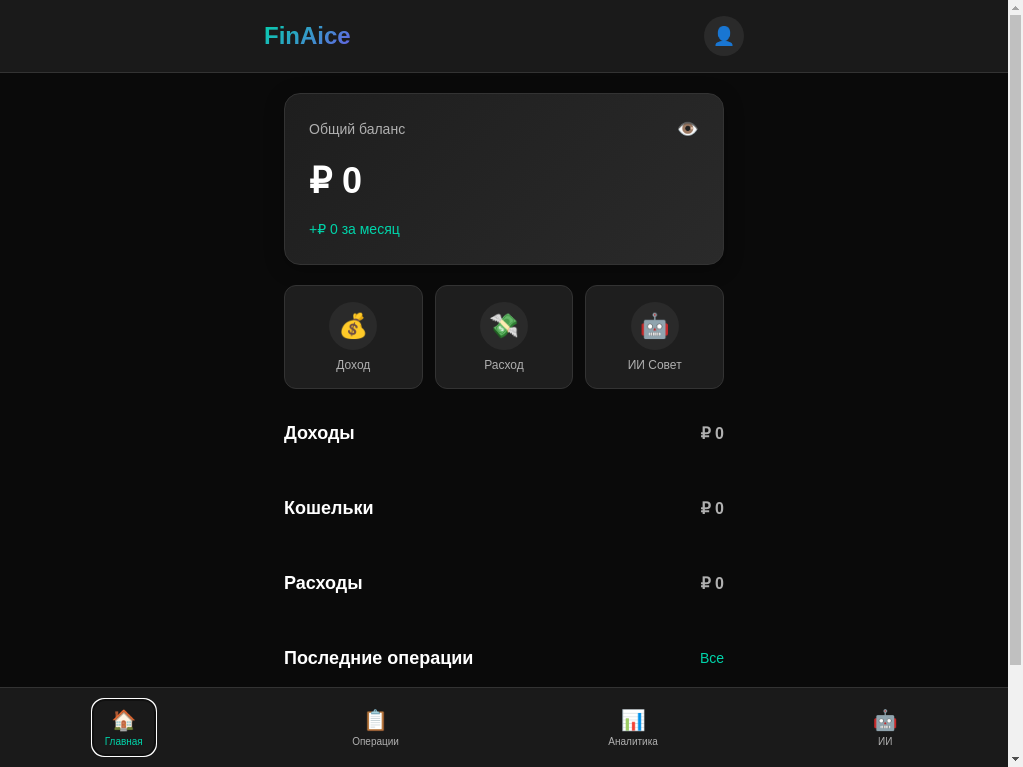 FinAice
Общий баланс
₽ 0
+₽ 0 за месяц
Доход
Расход
ИИ Совет
Доходы
₽ 0
Кошельки
₽ 0
Расходы
₽ 0
Последние операции
Все
Главная
Операции
Аналитика
ИИ